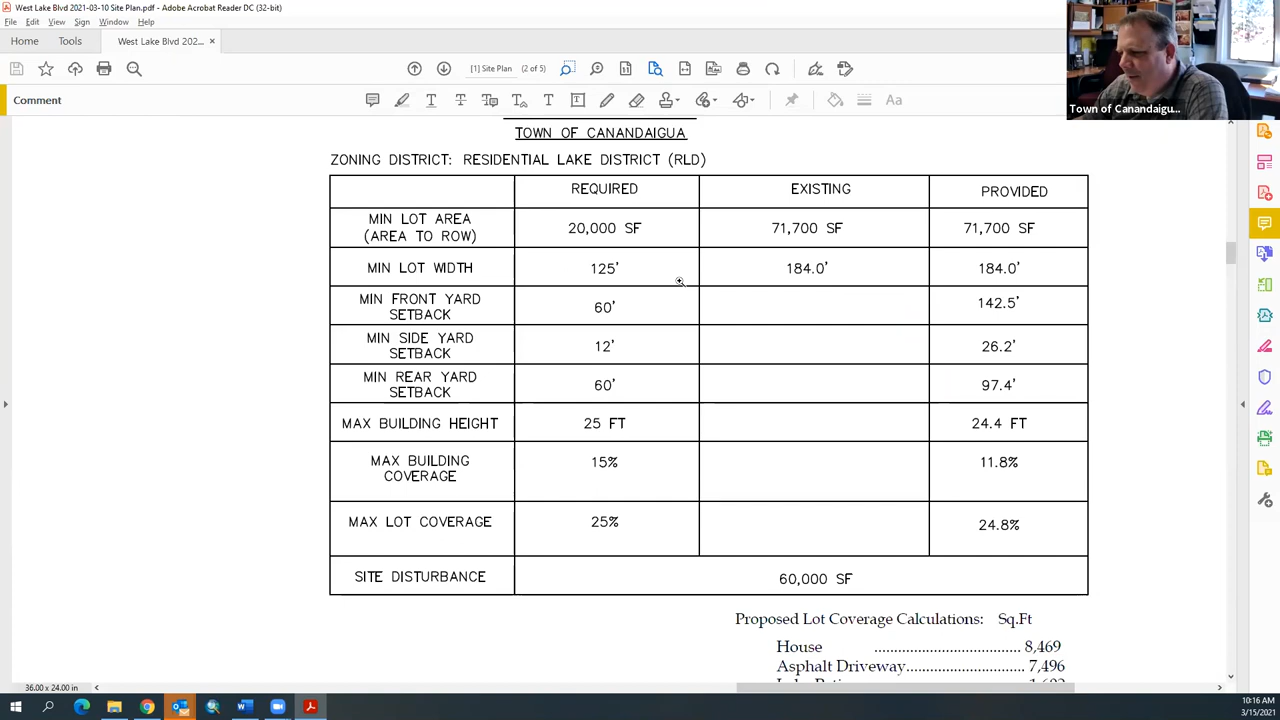 West Lake Blvd 2021-03-10 Site Plan.pdf - Adobe Acrobat Reader DC (32-bit)
File Edit View Sign Window Help
Home Tools West Lake Blvd 202... ×
[1] Site Plan (2 of 5)
Comment
Aa
Town of Canandaigu...
TOWN OF CANANDAIGUA
ZONING DISTRICT: RESIDENTIAL LAKE DISTRICT (RLD)
REQUIRED EXISTING PROVIDED
MIN LOT AREA
(AREA TO ROW) 20,000 SF 71,700 SF 71,700 SF
MIN LOT WIDTH 125' 184.0' 184.0'
MIN FRONT YARD
SETBACK 60' 142.5'
MIN SIDE YARD
SETBACK 12' 26.2'
MIN REAR YARD
SETBACK 60' 97.4'
MAX BUILDING HEIGHT 25 FT 24.4 FT
MAX BUILDING
COVERAGE 15% 11.8%
MAX LOT COVERAGE 25% 24.8%
SITE DISTURBANCE 60,000 SF
Proposed Lot Coverage Calculations: Sq.Ft
House .................................... 8,469
Asphalt Driveway............................ 7,496
36.00 x 24.00 in
10:16 AM
3/15/2021